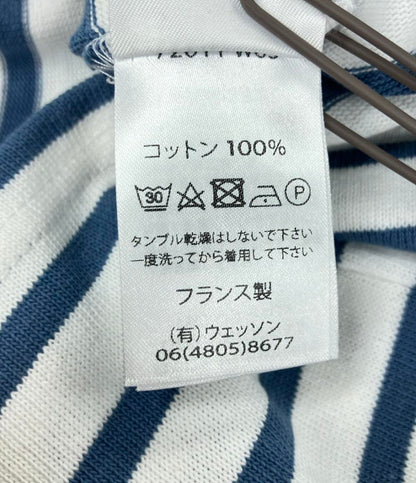 コットン 100%
30 P
タンブル乾燥はしないで下さい
一度洗ってから着用して下さい
フランス製
(有)ウェッソン
06(4805)8677